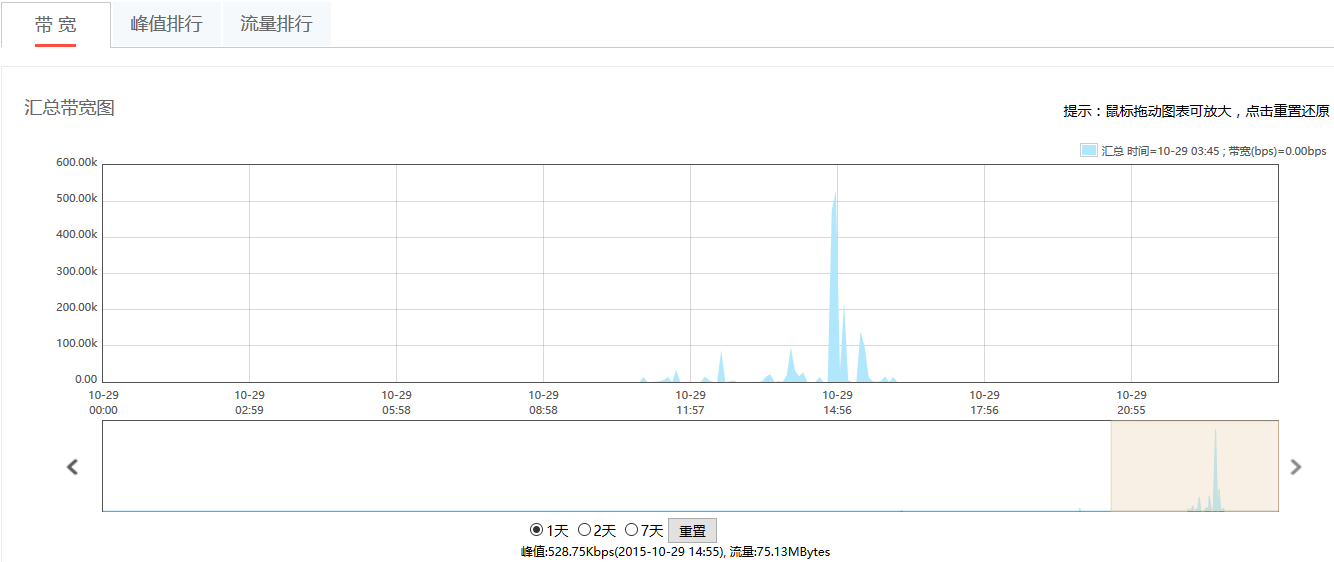 带 宽 峰值排行 流量排行
汇总带宽图
提示：鼠标拖动图表可放大，点击重置还原
汇总 时间=10-29 03:45 ; 带宽(bps)=0.00bps
600.00k
500.00k
400.00k
300.00k
200.00k
100.00k
0.00
10-29 10-29 10-29 10-29 10-29 10-29 10-29 10-29
00:00 02:59 05:58 08:58 11:57 14:56 17:56 20:55
1天 2天 7天 重置
峰值:528.75Kbps(2015-10-29 14:55), 流量:75.13MBytes